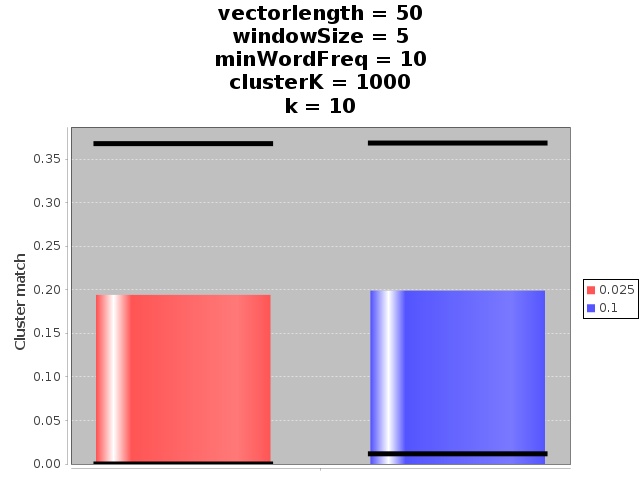 vectorlength = 50
windowSize = 5
minWordFreq = 10
clusterK = 1000
k = 10
0.35
0.30
0.25
0.20
0.15
0.10
0.05
0.00
Cluster match
0.025
0.1